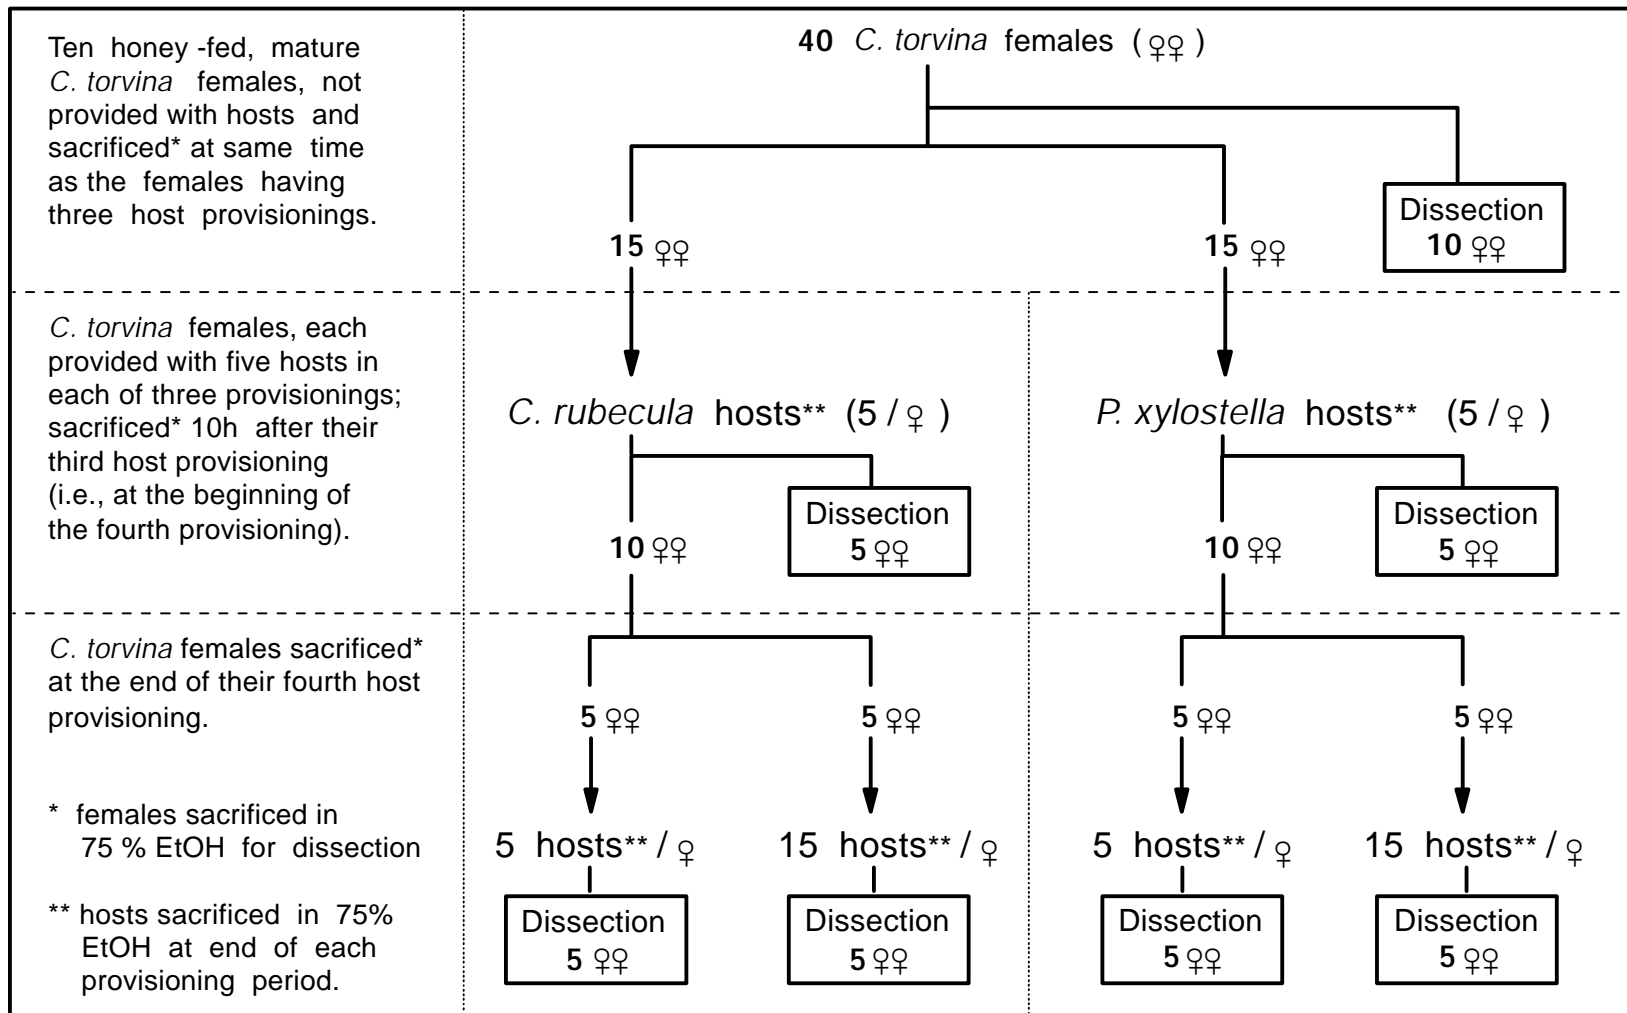 Ten honey -fed, mature
C. torvina females, not
provided with hosts and
sacrificed* at same time
as the females having
three host provisionings.
40 C. torvina females (♀♀)
15 ♀♀
15 ♀♀
Dissection
10 ♀♀
C. torvina females, each
provided with five hosts in
each of three provisionings;
sacrificed* 10h after their
third host provisioning
(i.e., at the beginning of
the fourth provisioning).
C. rubecula hosts** (5 / ♀ )
P. xylostella hosts** (5 / ♀ )
10 ♀♀
Dissection
5 ♀♀
10 ♀♀
Dissection
5 ♀♀
C. torvina females sacrificed*
at the end of their fourth host
provisioning.
* females sacrificed in
75 % EtOH for dissection
** hosts sacrificed in 75%
EtOH at end of each
provisioning period.
5 ♀♀
5 ♀♀
5 ♀♀
5 ♀♀
5 hosts** / ♀
15 hosts** / ♀
5 hosts** / ♀
15 hosts** / ♀
Dissection
5 ♀♀
Dissection
5 ♀♀
Dissection
5 ♀♀
Dissection
5 ♀♀